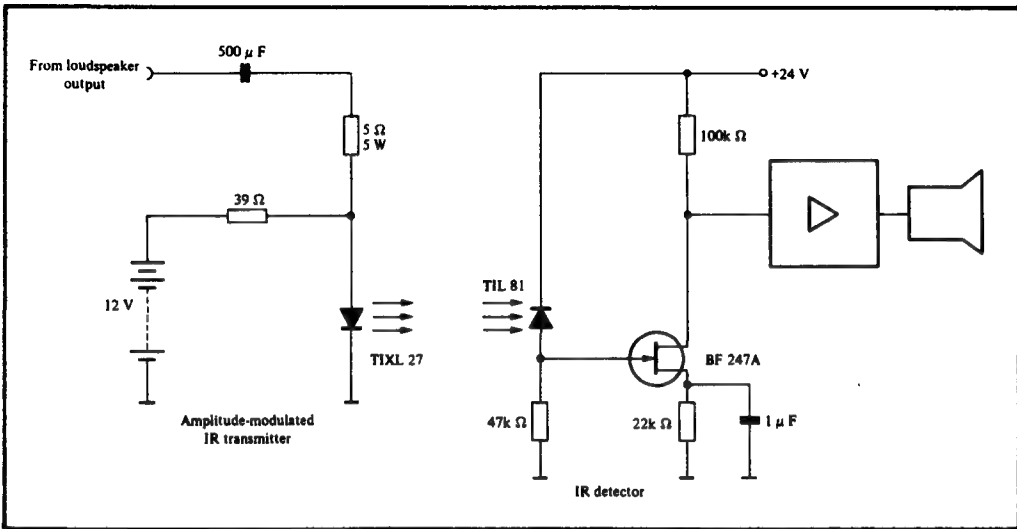 500 μ F
From loudspeaker
output
5 Ω
5 W
39 Ω
12 V
TIXL 27
Amplitude-modulated
IR transmitter
+24 V
100k Ω
TIL 81
BF 247A
47k Ω
22k Ω
1 μ F
IR detector